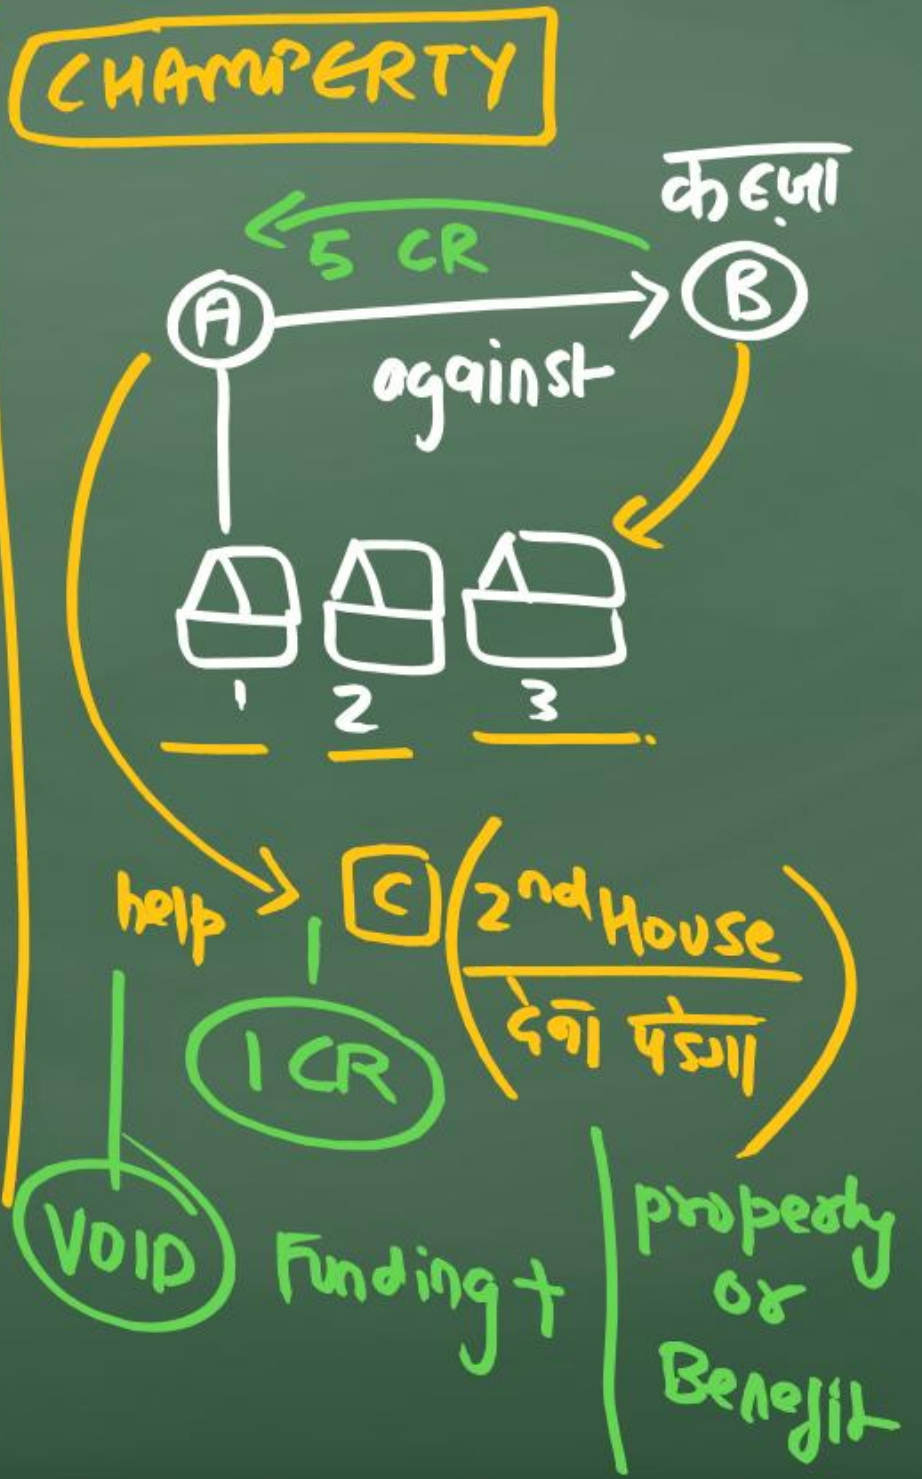 CHAMPERTY
कब्ज़ा
5 CR
A
B
against
1 2 3
help
C
2nd House
देना पड़ेगा
1 CR
VOID
Funding +
property
or
Benefit